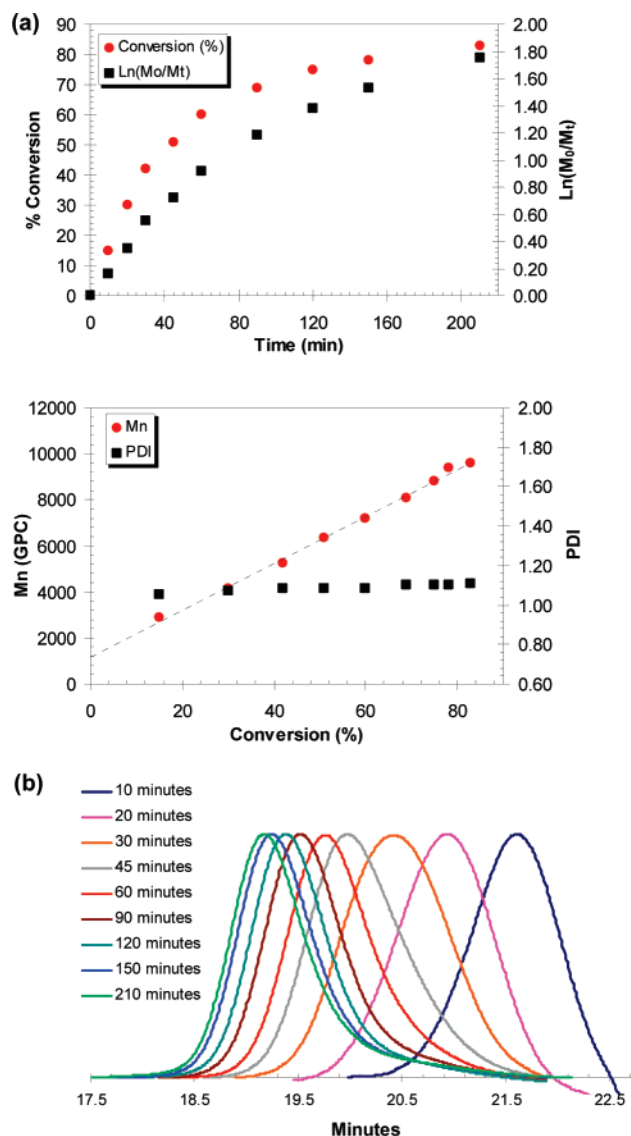 (a)
Conversion (%)
Ln(Mo/Mt)
% Conversion
90
80
70
60
50
40
30
20
10
0
2.00
1.80
1.60
1.40
1.20
1.00
0.80
0.60
0.40
0.20
0.00
Ln(M₀/Mₜ)
0 40 80 120 160 200
Time (min)
Mn
PDI
Mn (GPC)
12000
10000
8000
6000
4000
2000
0
2.00
1.80
1.60
1.40
1.20
1.00
0.80
0.60
PDI
0 20 40 60 80
Conversion (%)
(b)
10 minutes
20 minutes
30 minutes
45 minutes
60 minutes
90 minutes
120 minutes
150 minutes
210 minutes
17.5 18.5 19.5 20.5 21.5 22.5
Minutes